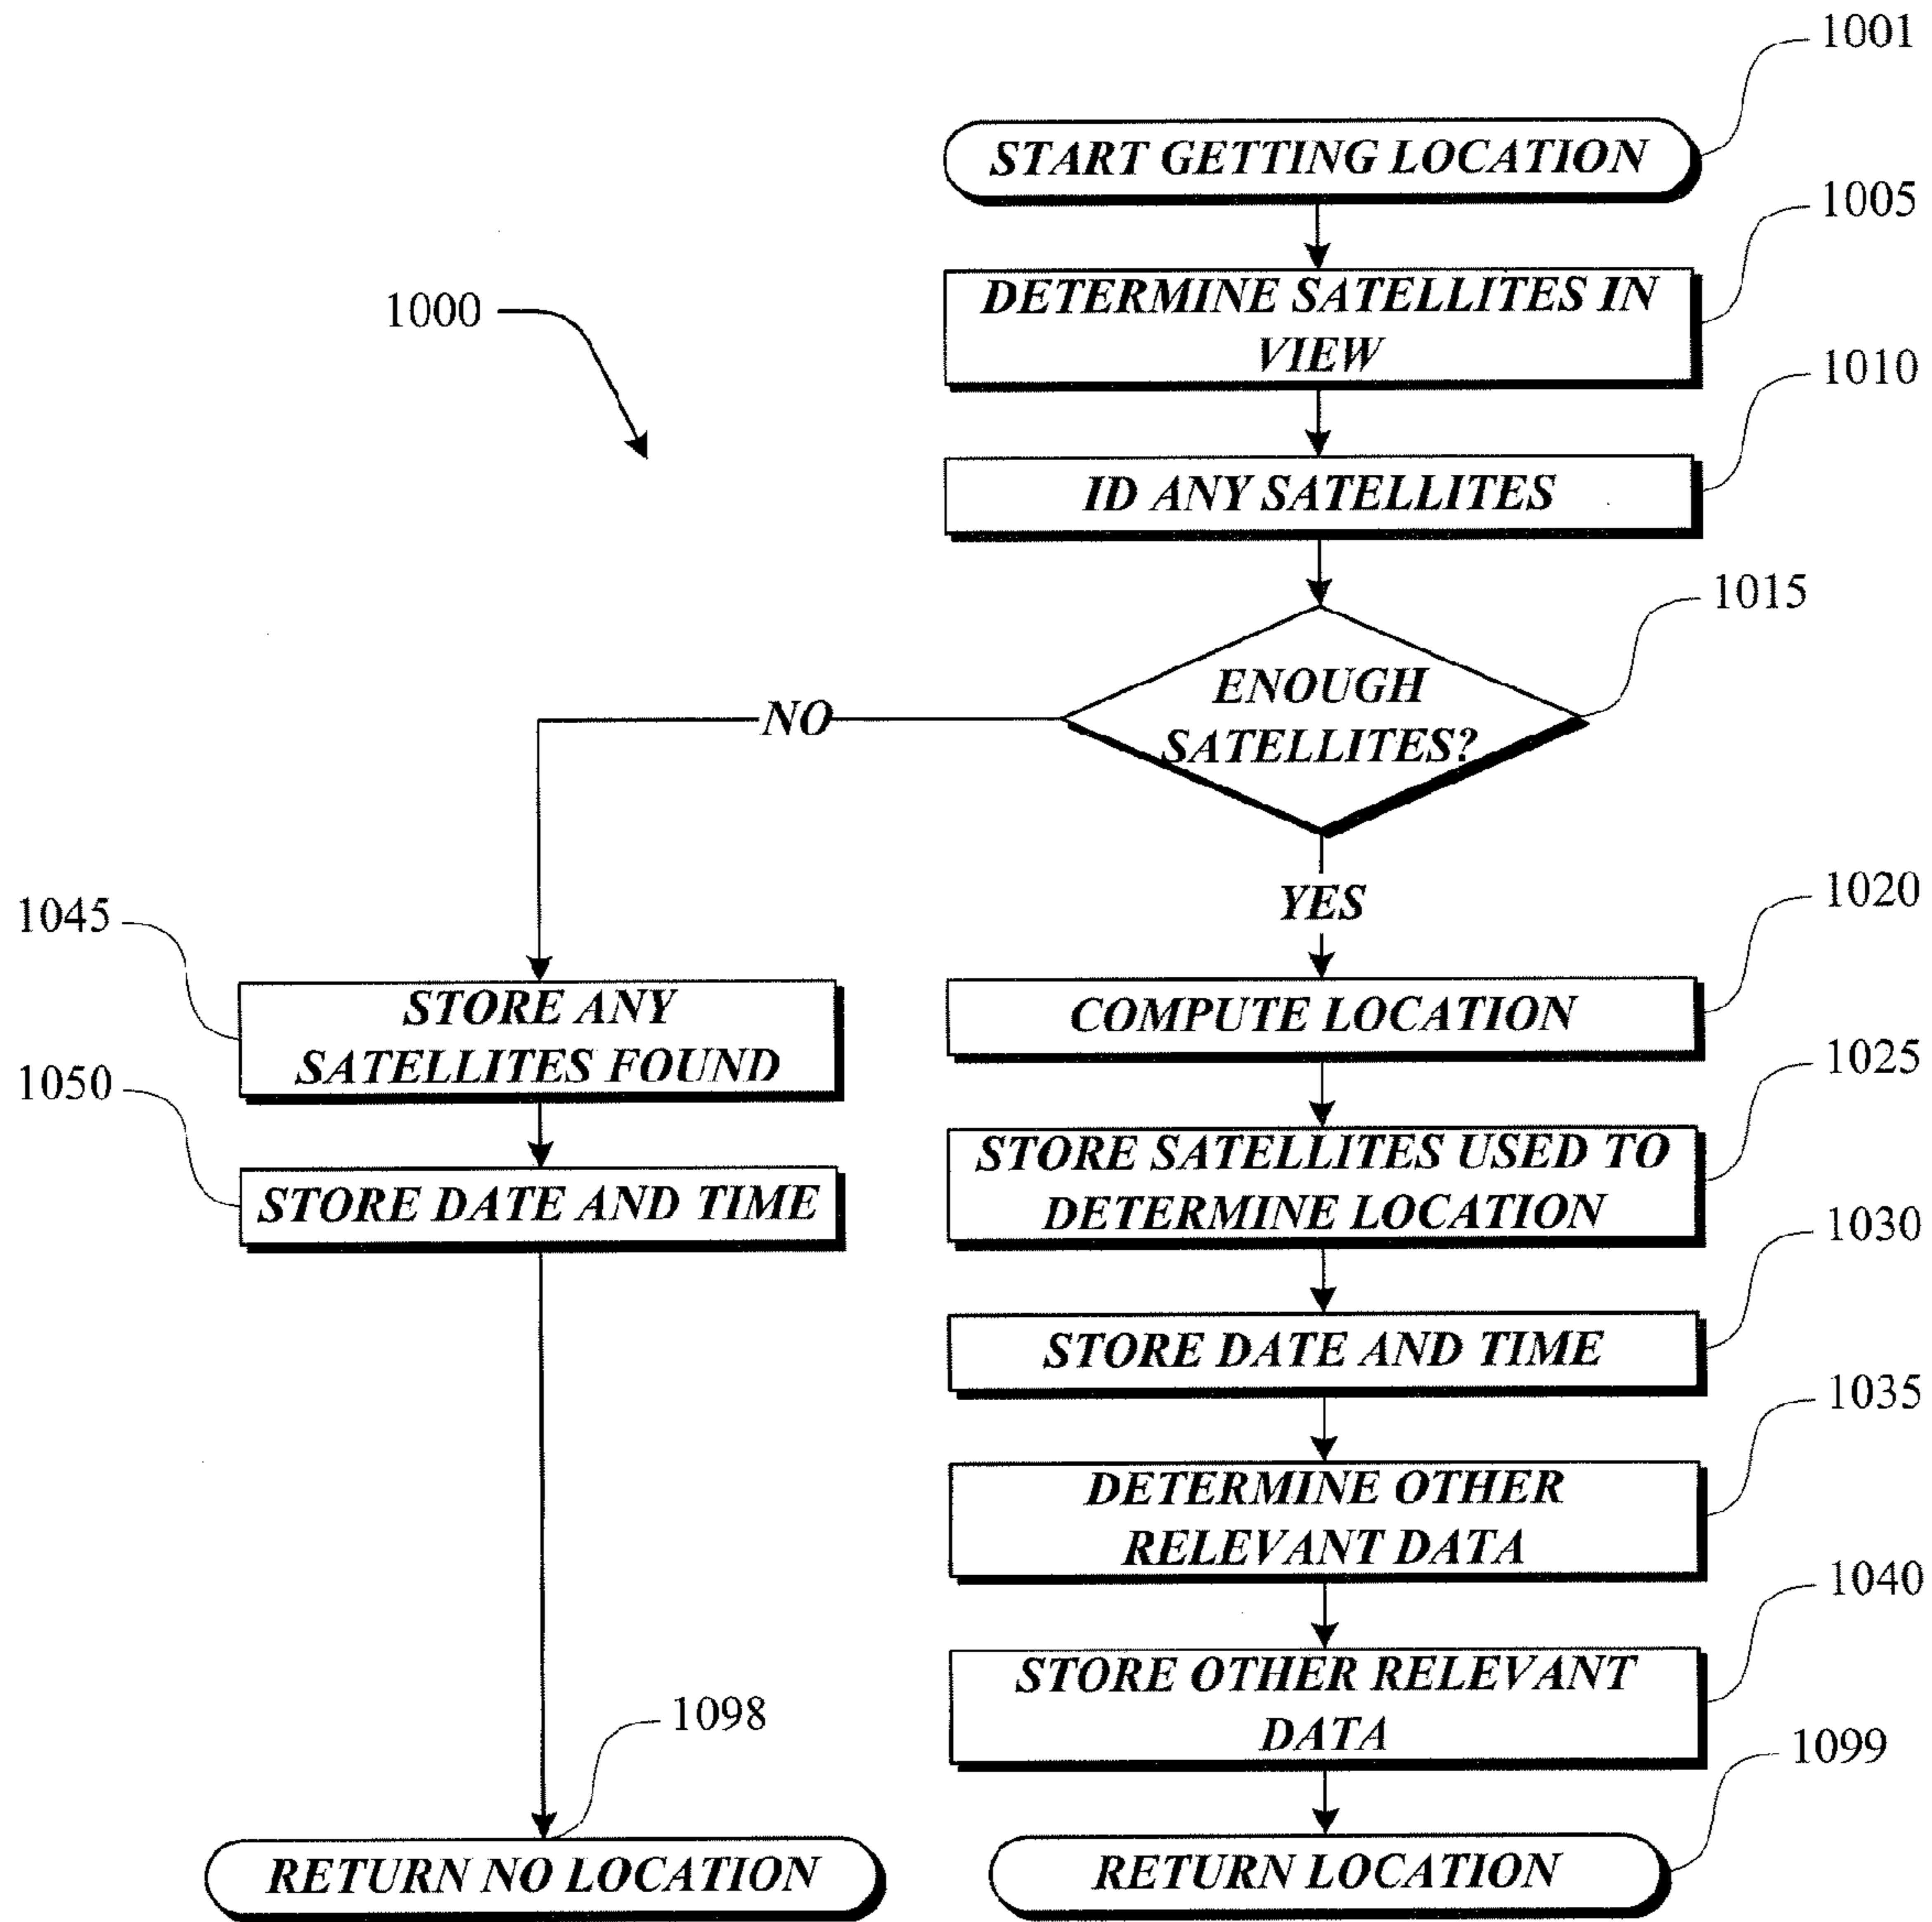 1001
START GETTING LOCATION
1005
DETERMINE SATELLITES IN
VIEW
1000
1010
ID ANY SATELLITES
1015
ENOUGH
SATELLITES?
NO
YES
1045
STORE ANY
SATELLITES FOUND
1050
STORE DATE AND TIME
1020
COMPUTE LOCATION
1025
STORE SATELLITES USED TO
DETERMINE LOCATION
1030
STORE DATE AND TIME
1035
DETERMINE OTHER
RELEVANT DATA
1040
STORE OTHER RELEVANT
DATA
1098
RETURN NO LOCATION
1099
RETURN LOCATION